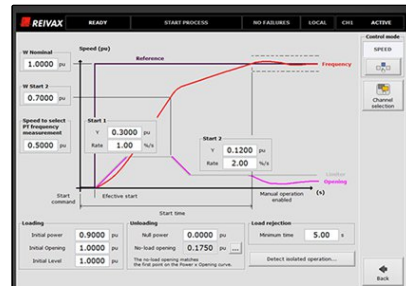 REIVAX
READY
START PROCESS
NO FAILURES
LOCAL
CH1
ACTIVE
Control mode
SPEED
Channel
selection
Back
W Nominal
1.0000 pu
W Start 2
0.7000 pu
Speed to select
PT frequency
measurement
0.5000 pu
Speed (pu)
Reference
Frequency
Start 1
Y 0.3000 pu
Rate 1.00 %/s
Start 2
Y 0.1200 pu
Rate 2.00 %/s
Limiter
Opening
Start
command
Effective start
Manual operation
enabled
(s)
Start time
Loading
Initial power 0.9000 pu
Initial Opening 1.0000 pu
Initial Level 1.0000 pu
Unloading
Null power 0.0000 pu
No-load opening 0.1750 pu ...
The no-load opening matches
the first point on the Power x Opening curve.
Load rejection
Minimum time 5.00 s
Detect isolated operation...